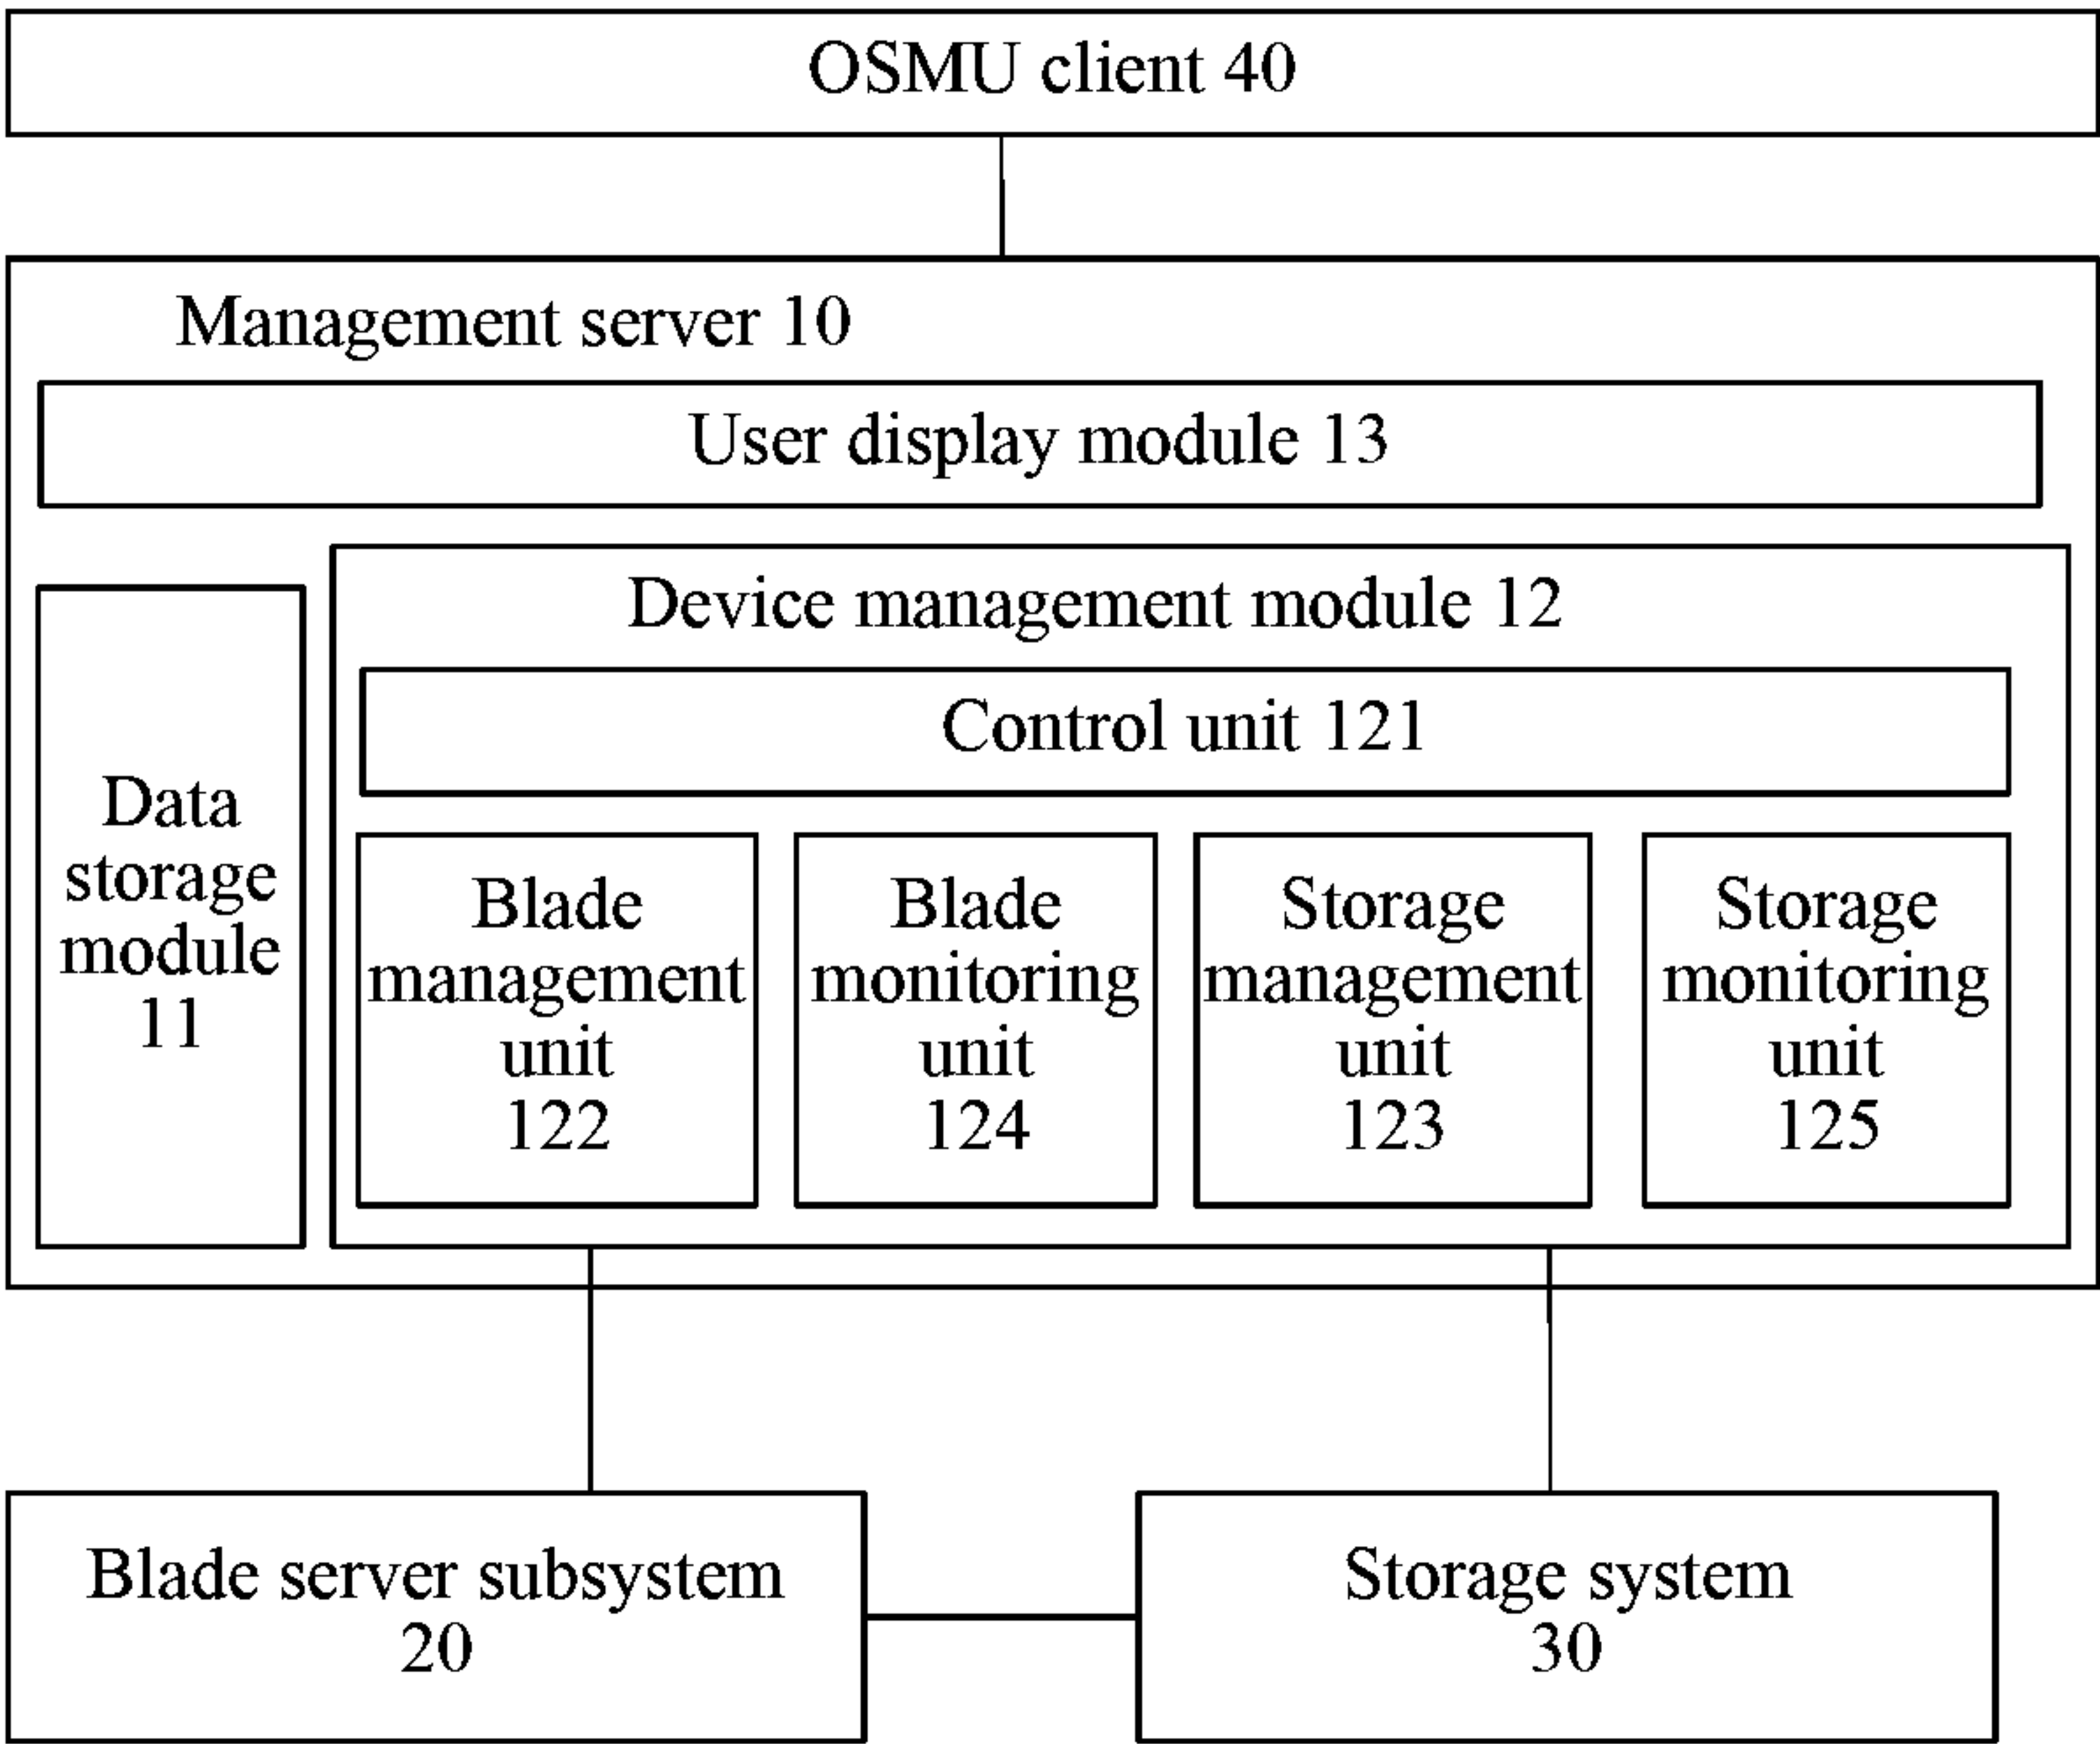 OSMU client 40
Management server 10
User display module 13
Device management module 12
Control unit 121
Data
storage
module
11
Blade
management
unit
122
Blade
monitoring
unit
124
Storage
management
unit
123
Storage
monitoring
unit
125
Blade server subsystem
20
Storage system
30